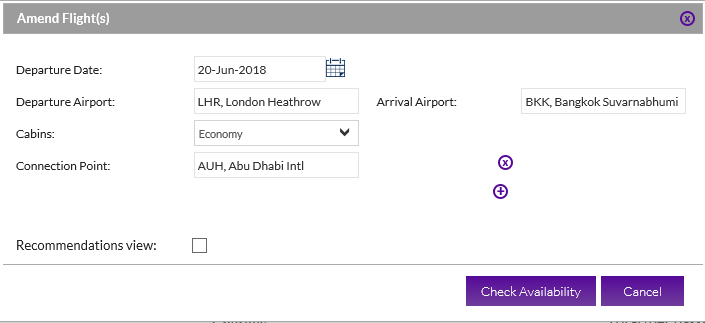 Amend Flight(s)
Departure Date: 20-Jun-2018
Departure Airport: LHR, London Heathrow Arrival Airport: BKK, Bangkok Suvarnabhumi
Cabins: Economy
Connection Point: AUH, Abu Dhabi Intl
Recommendations view:
Check Availability Cancel